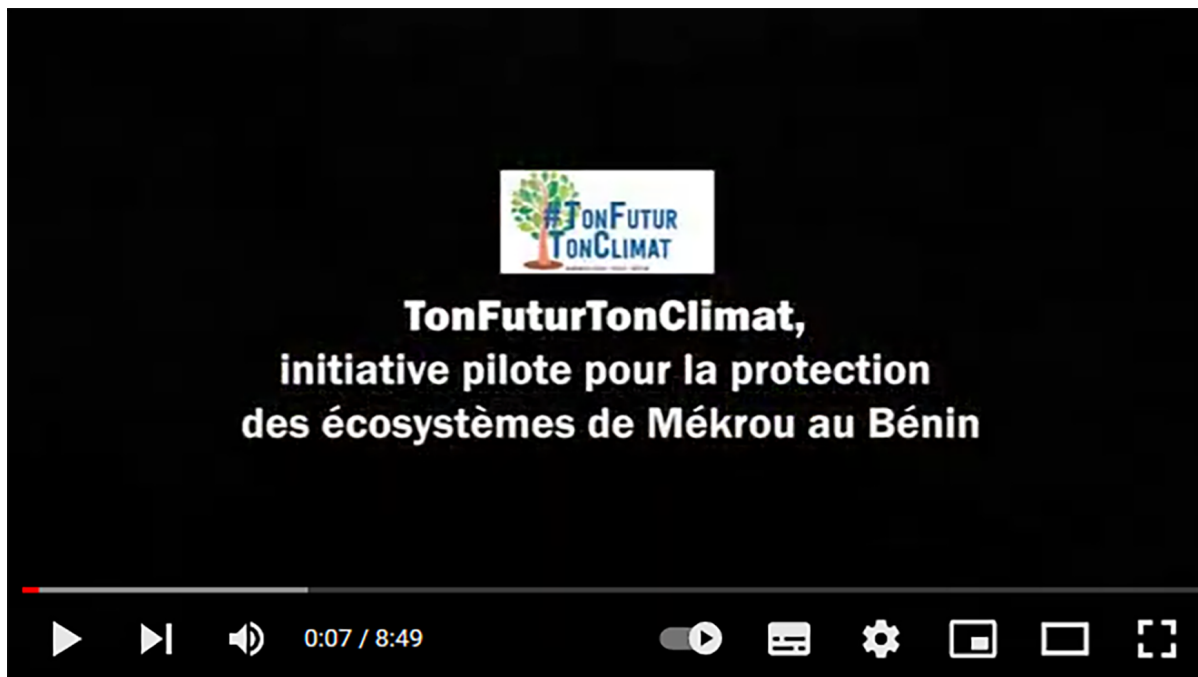 #TONFUTUR
TONCLIMAT
TonFuturTonClimat,
initiative pilote pour la protection
des écosystèmes de Mékrou au Bénin
0:07 / 8:49